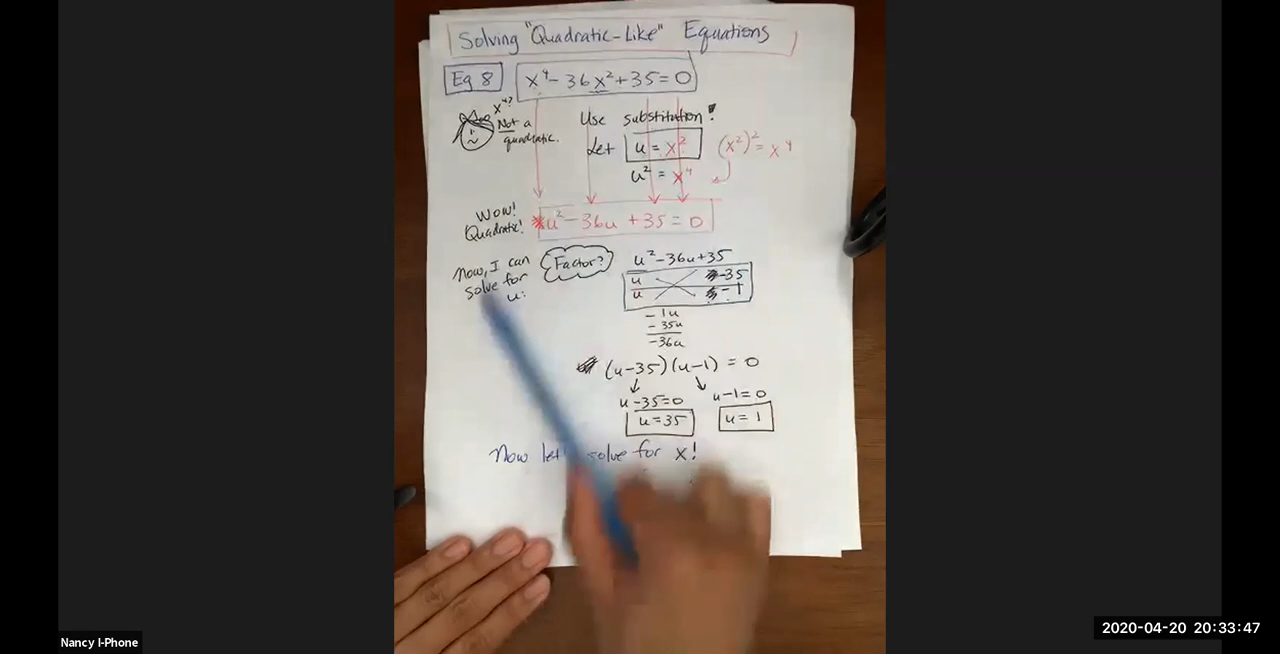 Solving "Quadratic-Like" Equations
Eg 8
x⁴ - 36x² + 35 = 0
x⁴?
Not a
quadratic.
Use substitution!
Let u = x²
(x²)² = x⁴
u² = x⁴
Wow!
Quadratic!
u² - 36u + 35 = 0
Now, I can
solve for
u:
Factor?
u² - 36u + 35
u -35
u -1
-1u
-35u
-36u
(u-35)(u-1) = 0
u-35=0
u-1=0
u=35
u=1
Now let solve for x!
Nancy I-Phone
2020-04-20 20:33:47